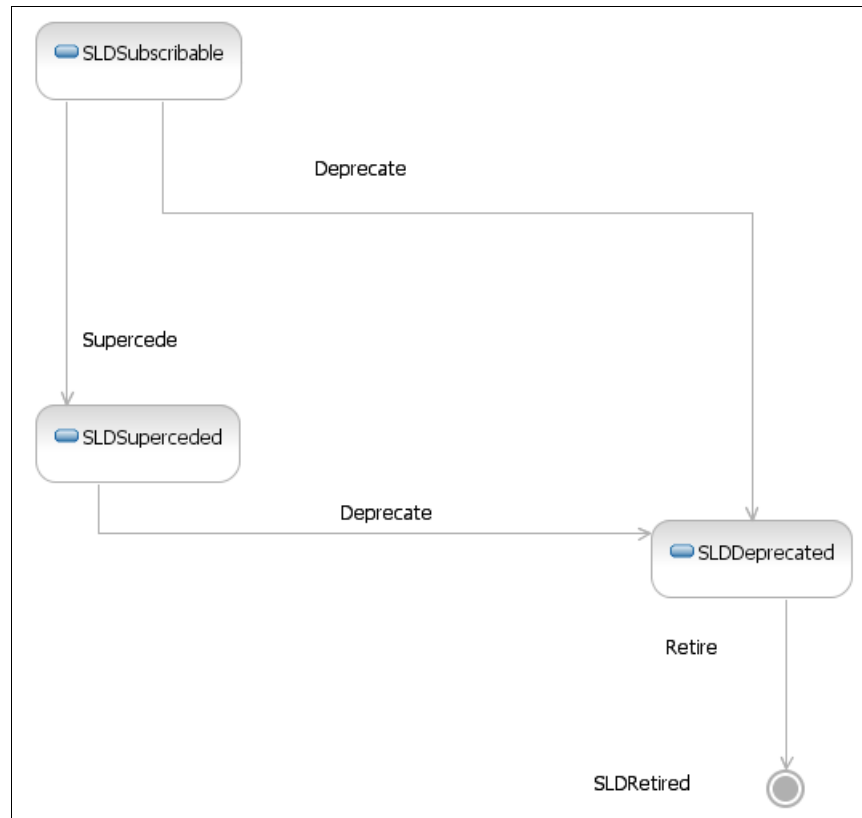 SLDSubscribable
Deprecate
Supercede
SLDSuperceded
Deprecate
SLDDeprecated
Retire
SLDRetired